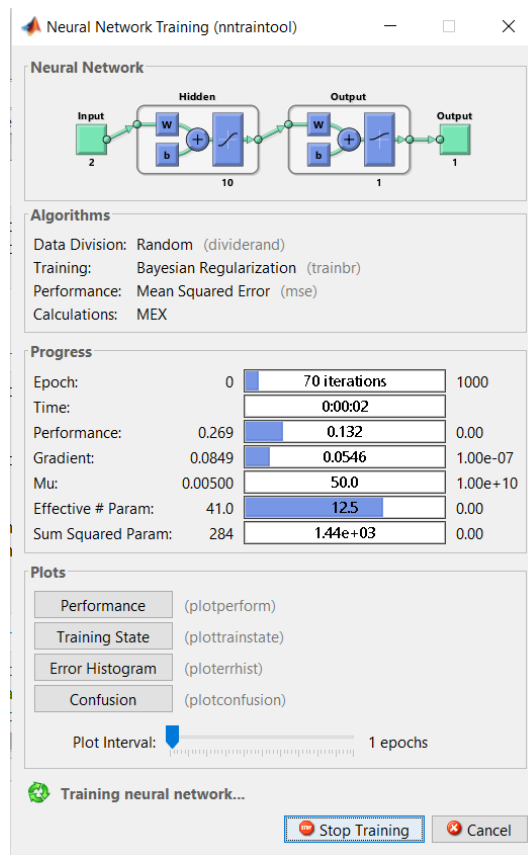 Neural Network Training (nntraintool)
Neural Network
Hidden Output
Input Output
W W
b b
2 10 1 1
Algorithms
Data Division: Random (dividerand)
Training: Bayesian Regularization (trainbr)
Performance: Mean Squared Error (mse)
Calculations: MEX
Progress
Epoch: 0 70 iterations 1000
Time: 0:00:02
Performance: 0.269 0.132 0.00
Gradient: 0.0849 0.0546 1.00e-07
Mu: 0.00500 50.0 1.00e+10
Effective # Param: 41.0 12.5 0.00
Sum Squared Param: 284 1.44e+03 0.00
Plots
Performance (plotperform)
Training State (plottrainstate)
Error Histogram (ploterrhist)
Confusion (plotconfusion)
Plot Interval: 1 epochs
Training neural network...
Stop Training Cancel